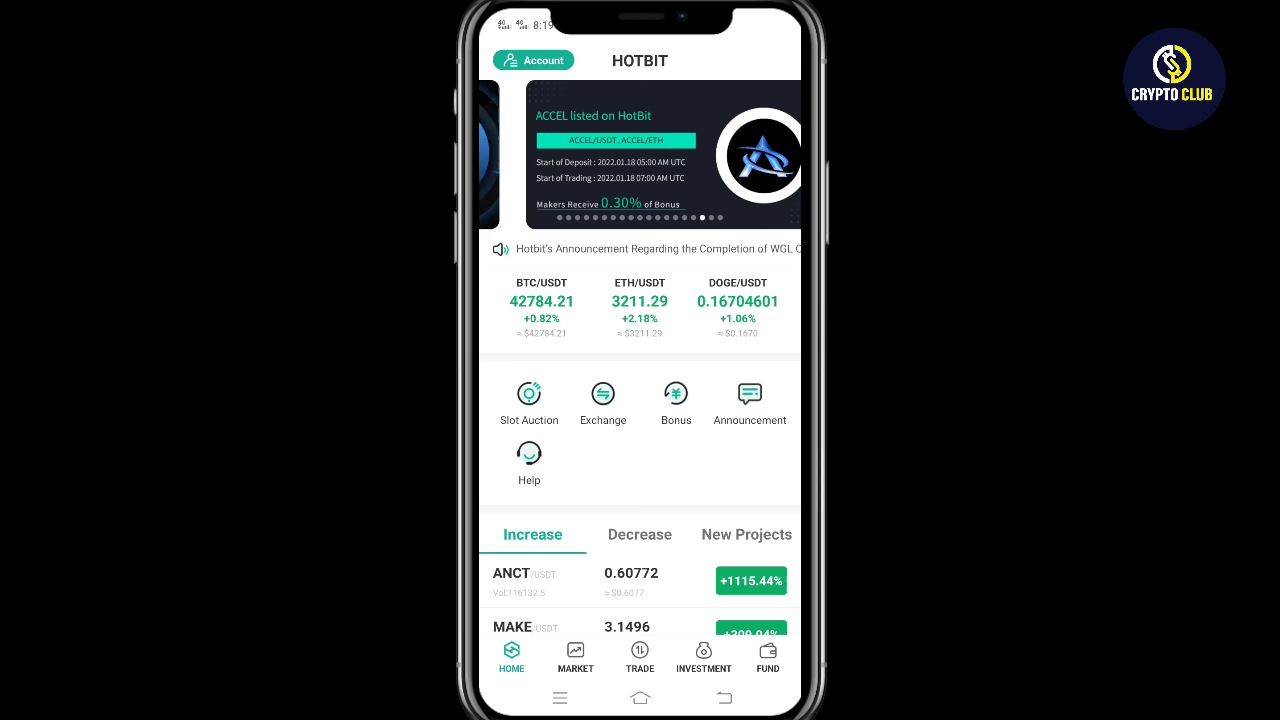 4G 4G 8:19
Account
HOTBIT
CRYPTO CLUB
ACCEL listed on HotBit
ACCEL/USDT, ACCEL/ETH
Start of Deposit : 2022.01.18 05:00 AM UTC
Start of Trading : 2022.01.18 07:00 AM UTC
Makers Receive 0.30% of Bonus
Hotbit's Announcement Regarding the Completion of WGL
BTC/USDT ETH/USDT DOGE/USDT
42784.21 3211.29 0.16704601
+0.82% +2.18% +1.06%
≈ $42784.21 ≈ $3211.29 ≈ $0.1670
Slot Auction Exchange Bonus Announcement
Help
Increase Decrease New Projects
ANCT/USDT 0.60772 +1115.44%
Vol:116132.5 ≈ $0.6077
MAKE/USDT 3.1496
HOME MARKET TRADE INVESTMENT FUND